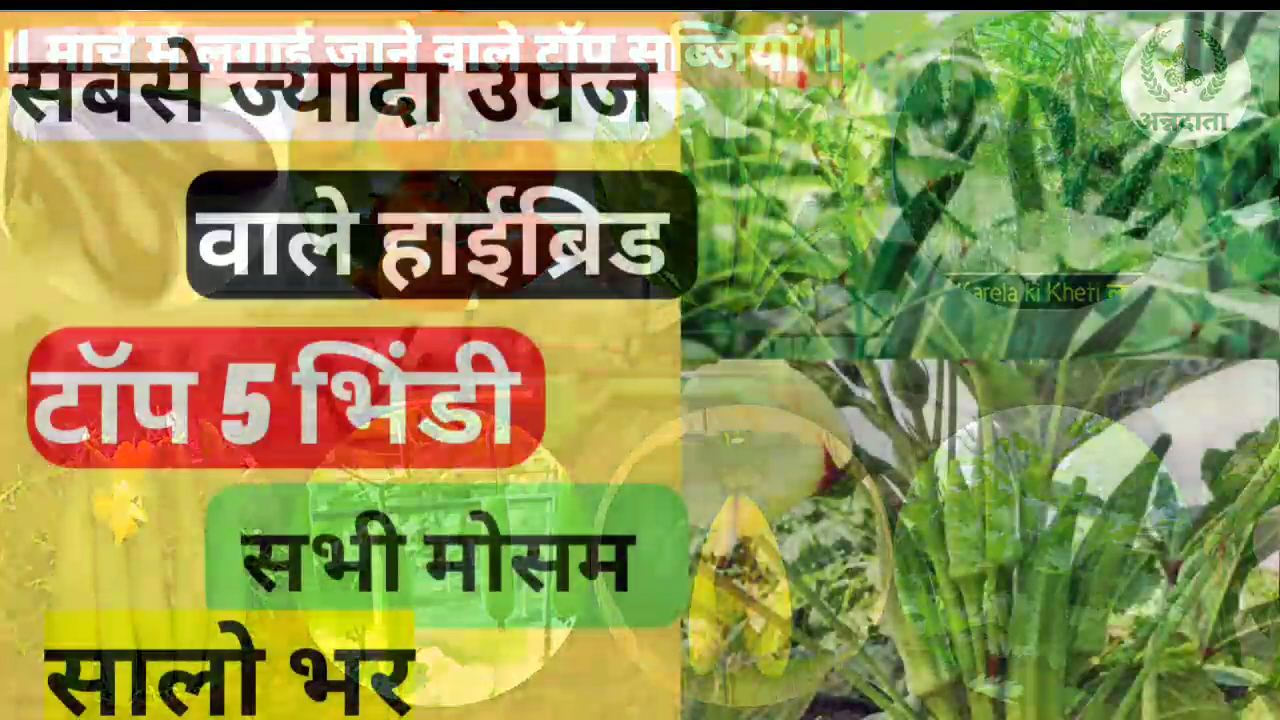 ॥ मार्च में लगाई जाने वाले टॉप सब्जियां ॥
सबसे ज्यादा उपज
वाले हाईब्रिड
टॉप 5 भिंडी
सभी मोसम
सालो भर
अन्नदाता
Karela ki Kheti